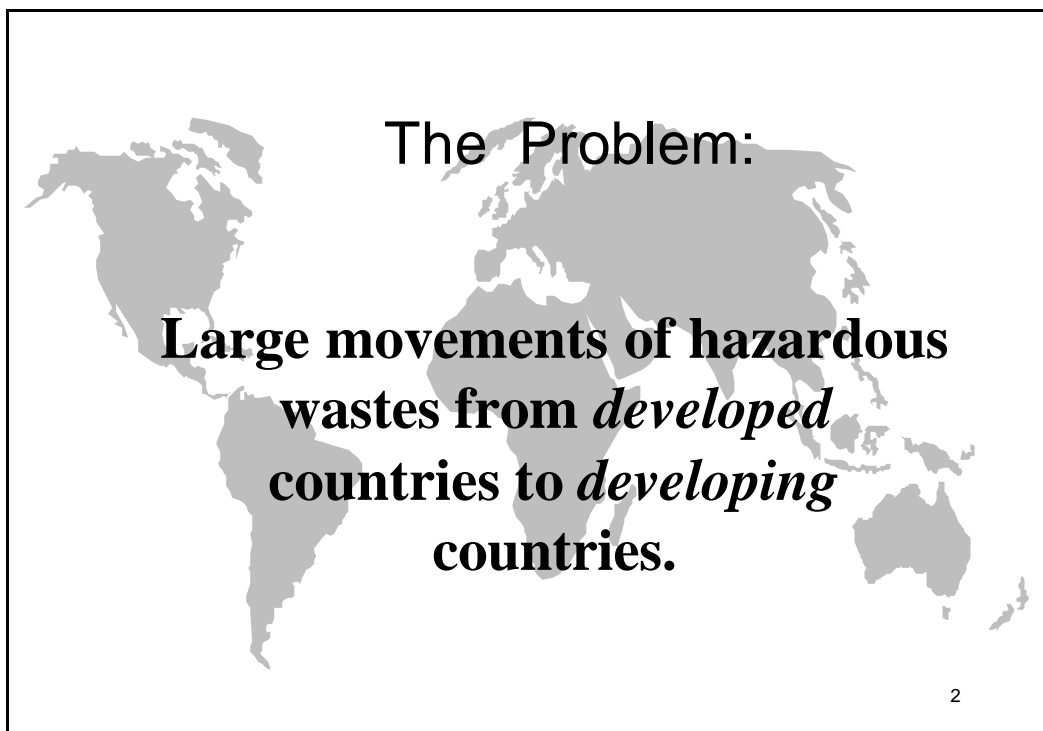 The Problem:
Large movements of hazardous
wastes from developed
countries to developing
countries.
2